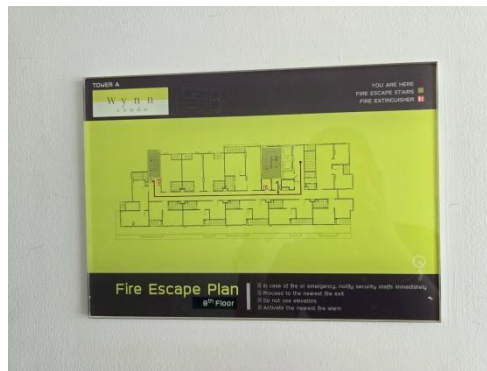 TOWER A
Wynn
condo
YOU ARE HERE
FIRE ESCAPE STAIRS
FIRE EXTINGUISHER
Fire Escape Plan
8th Floor
In case of fire or emergency, notify security staffs immediately
Proceed to the nearest fire exit
Do not use elevators
Activate the nearest fire alarm